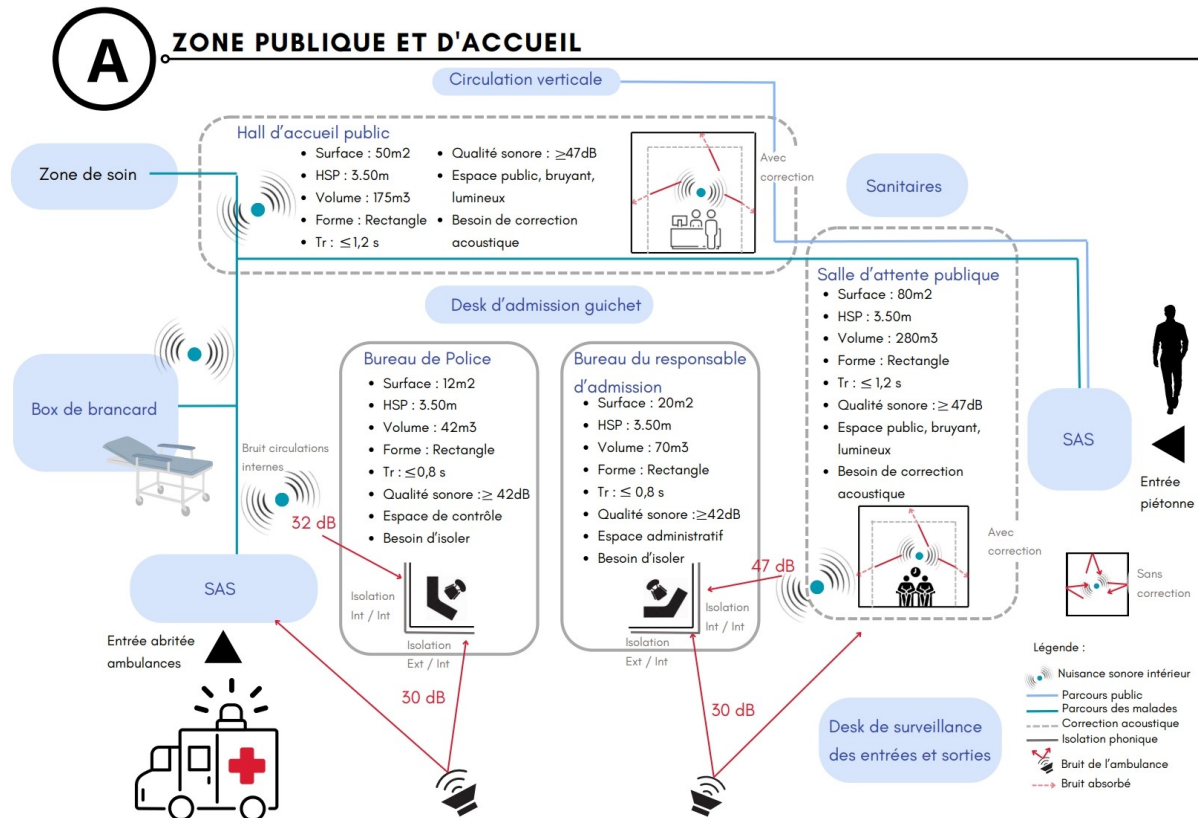 A
ZONE PUBLIQUE ET D'ACCUEIL
Circulation verticale
Hall d'accueil public
• Surface : 50m2
• HSP : 3.50m
• Volume : 175m3
• Forme : Rectangle
• Tr : ≤1,2 s
• Qualité sonore : ≥47dB
• Espace public, bruyant,
lumineux
• Besoin de correction
acoustique
Avec
correction
Zone de soin
Sanitaires
Desk d'admission guichet
Salle d'attente publique
• Surface : 80m2
• HSP : 3.50m
• Volume : 280m3
• Forme : Rectangle
• Tr : ≤ 1,2 s
• Qualité sonore : ≥ 47dB
• Espace public, bruyant,
lumineux
• Besoin de correction
acoustique
Avec
correction
Box de brancard
Bruit circulations
internes
32 dB
Bureau de Police
• Surface : 12m2
• HSP : 3.50m
• Volume : 42m3
• Forme : Rectangle
• Tr : ≤0,8 s
• Qualité sonore : ≥ 42dB
• Espace de contrôle
• Besoin d'isoler
Isolation
Int / Int
Isolation
Ext / Int
Bureau du responsable
d'admission
• Surface : 20m2
• HSP : 3.50m
• Volume : 70m3
• Forme : Rectangle
• Tr : ≤ 0,8 s
• Qualité sonore : ≥42dB
• Espace administratif
• Besoin d'isoler
47 dB
Isolation
Int / Int
Isolation
Ext / Int
SAS
Entrée
piétonne
Sans
correction
SAS
Entrée abritée
ambulances
30 dB
30 dB
Desk de surveillance
des entrées et sorties
Légende :
Nuisance sonore intérieur
Parcours public
Parcours des malades
Correction acoustique
Isolation phonique
Bruit de l'ambulance
Bruit absorbé